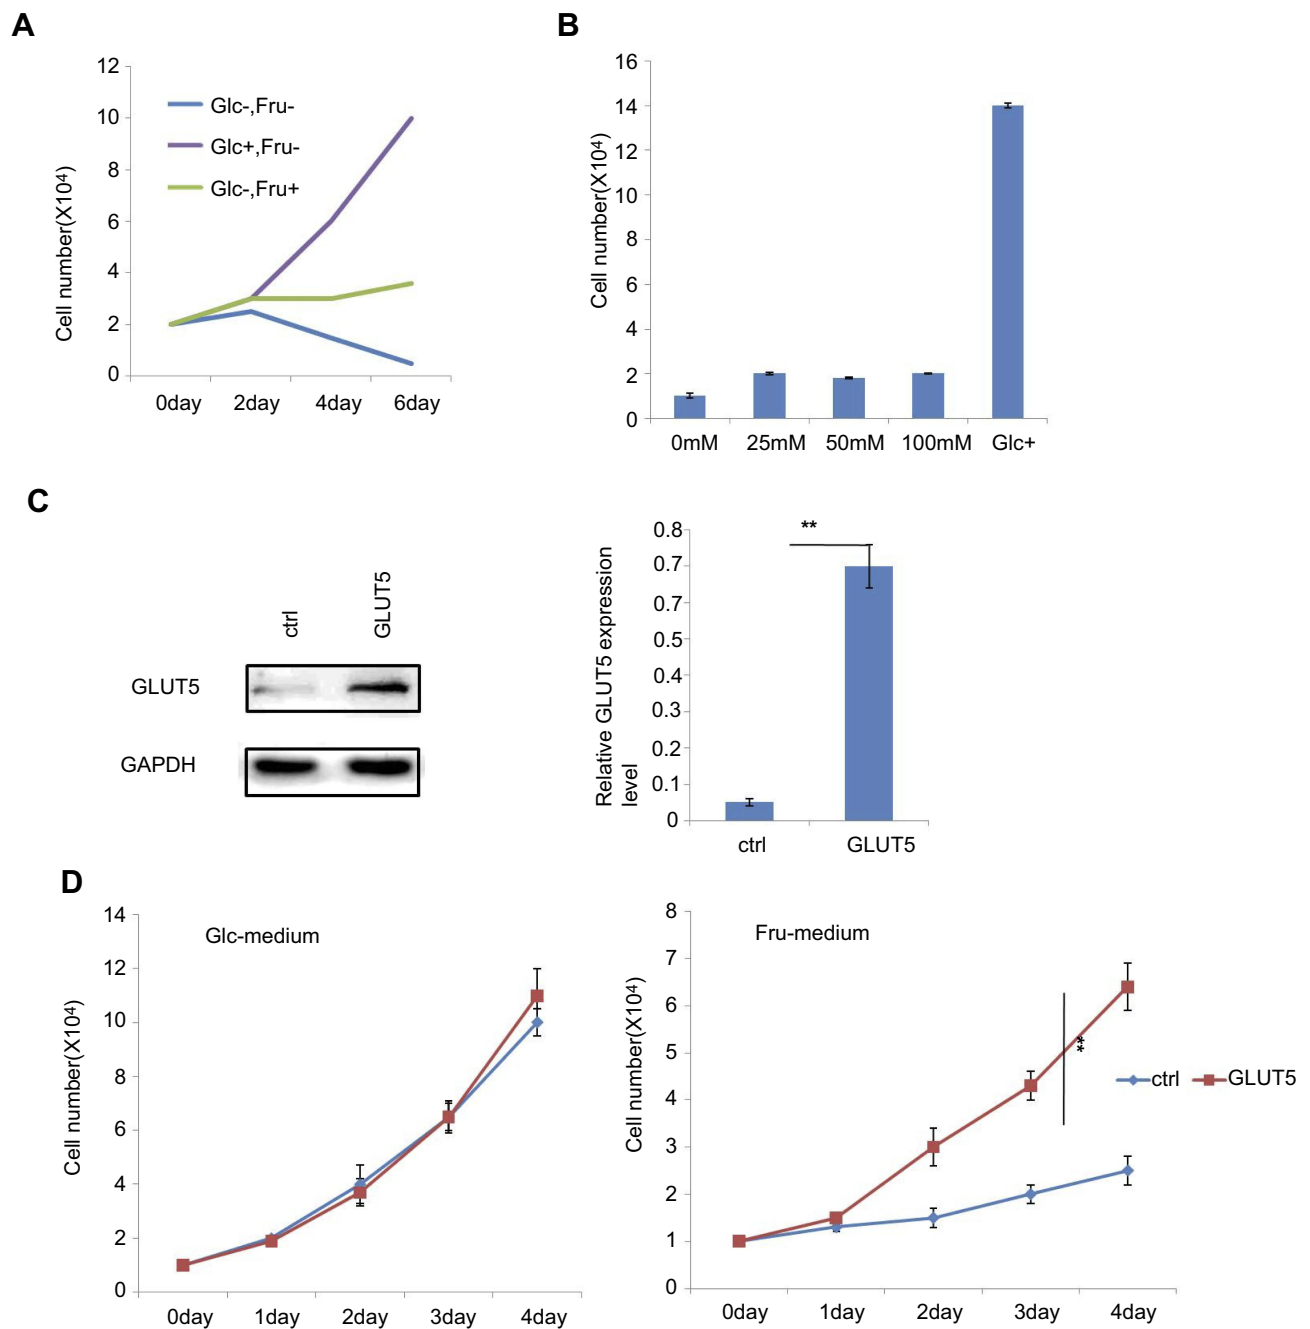 A
12
10
8
6
4
2
0
Cell number(X10⁴)
Glc-,Fru-
Glc+,Fru-
Glc-,Fru+
0day 2day 4day 6day
B
16
14
12
10
8
6
4
2
0
Cell number(X10⁴)
0mM 25mM 50mM 100mM Glc+
C
ctrl
GLUT5
GLUT5
GAPDH
0.8
0.7
0.7
0.5
0.4
0.3
0.2
0.1
0
Relative GLUT5 expression
level
**
ctrl GLUT5
D
14
12
10
8
6
4
2
0
Cell number(X10⁴)
Glc-medium
0day 1day 2day 3day 4day
8
7
6
5
4
3
2
1
0
Cell number(X10⁴)
Fru-medium
**
ctrl GLUT5
0day 1day 2day 3day 4day